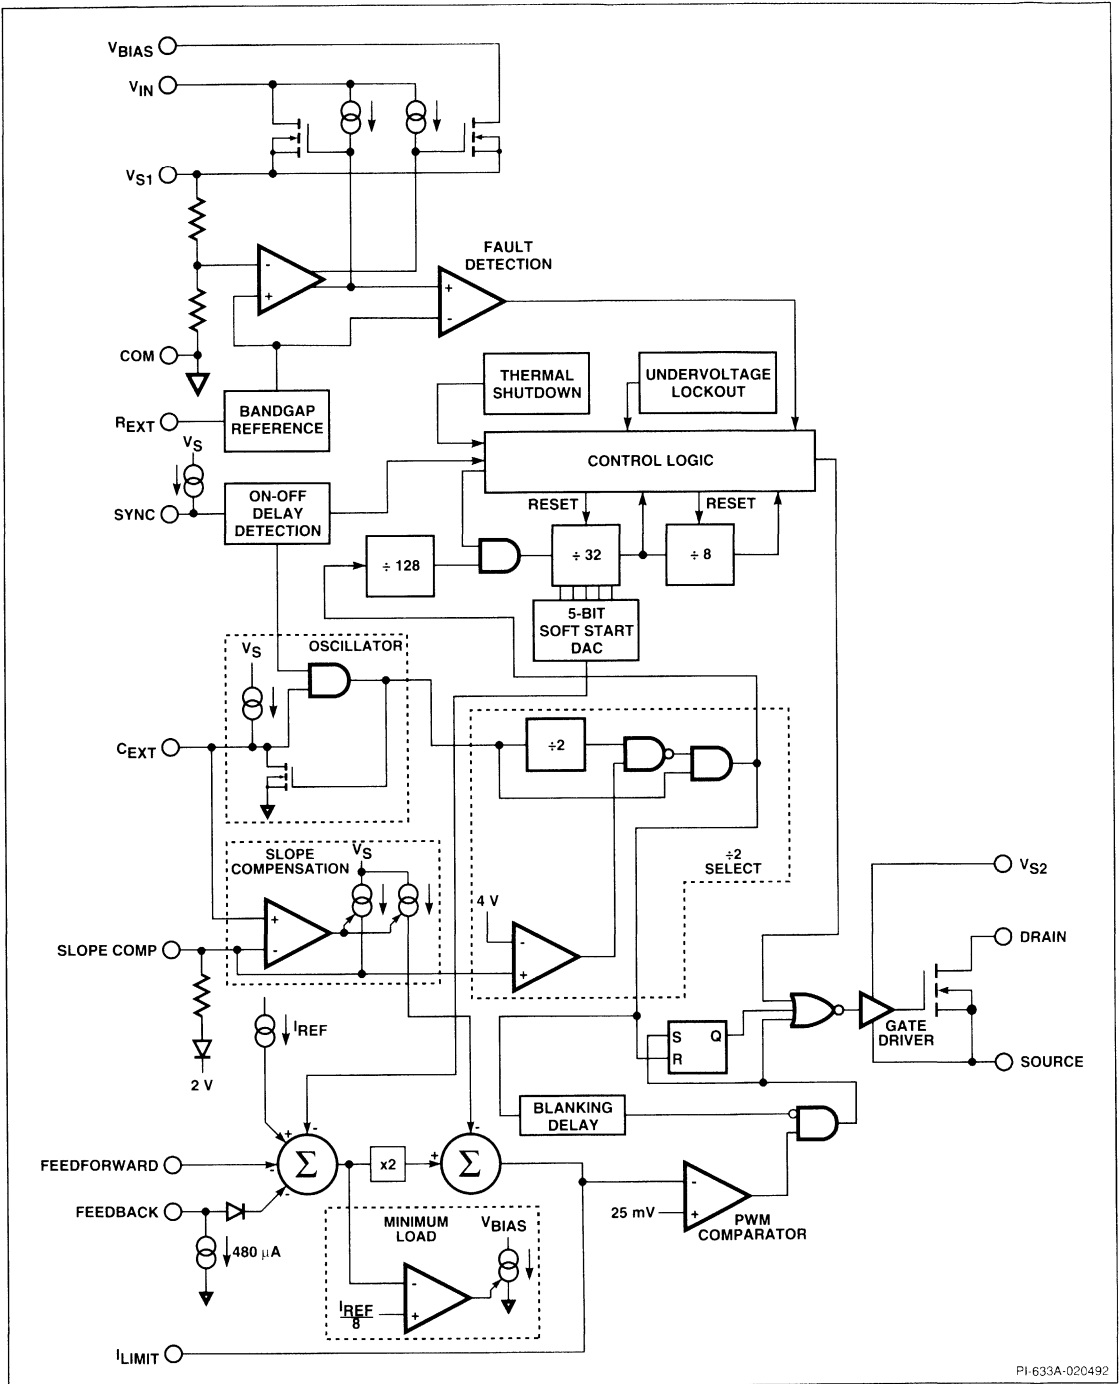 VBIAS
VIN
VS1
-
+
FAULT
DETECTION
+
-
COM
REXT
BANDGAP
REFERENCE
THERMAL
SHUTDOWN
UNDERVOLTAGE
LOCKOUT
CONTROL LOGIC
VS
SYNC
ON-OFF
DELAY
DETECTION
RESET
RESET
÷ 128
÷ 32
÷ 8
5-BIT
SOFT START
DAC
OSCILLATOR
VS
CEXT
÷2
÷2
SELECT
SLOPE
COMPENSATION
VS
+
-
SLOPE COMP
2 V
4 V
-
+
VS2
DRAIN
SOURCE
GATE
DRIVER
S
R
Q
IREF
BLANKING
DELAY
+
-
-
-
Σ
x2
+
-
Σ
FEEDFORWARD
FEEDBACK
480 µA
MINIMUM
LOAD
VBIAS
-
+
IREF
8
25 mV
-
+
PWM
COMPARATOR
ILIMIT
PI-633A-020492